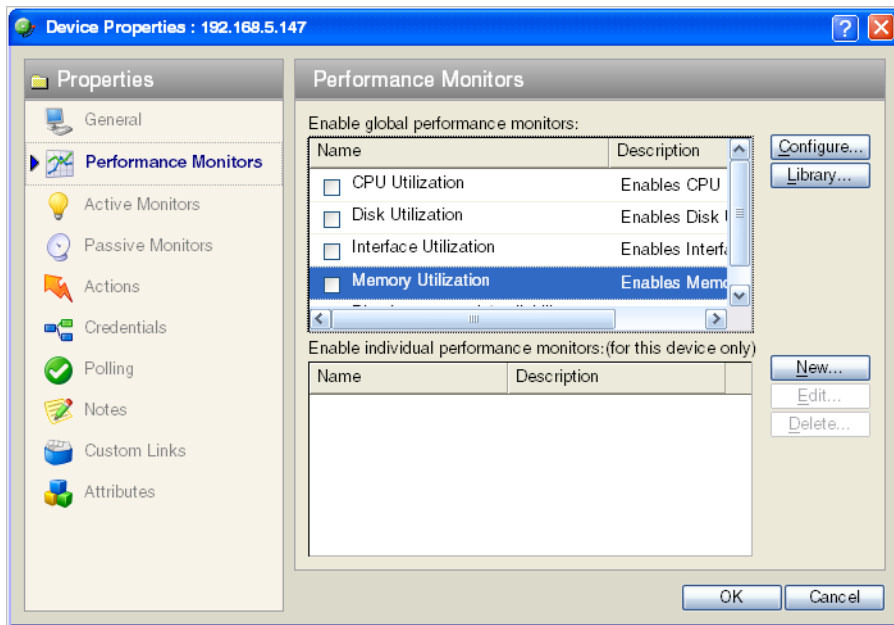 Device Properties : 192.168.5.147
?
Properties
General
Performance Monitors
Active Monitors
Passive Monitors
Actions
Credentials
Polling
Notes
Custom Links
Attributes
Performance Monitors
Enable global performance monitors:
Name Description
CPU Utilization Enables CPU
Disk Utilization Enables Disk
Interface Utilization Enables Interfa
Memory Utilization Enables Memo
Configure...
Library...
Enable individual performance monitors:(for this device only)
Name Description
New...
Edit...
Delete...
OK Cancel